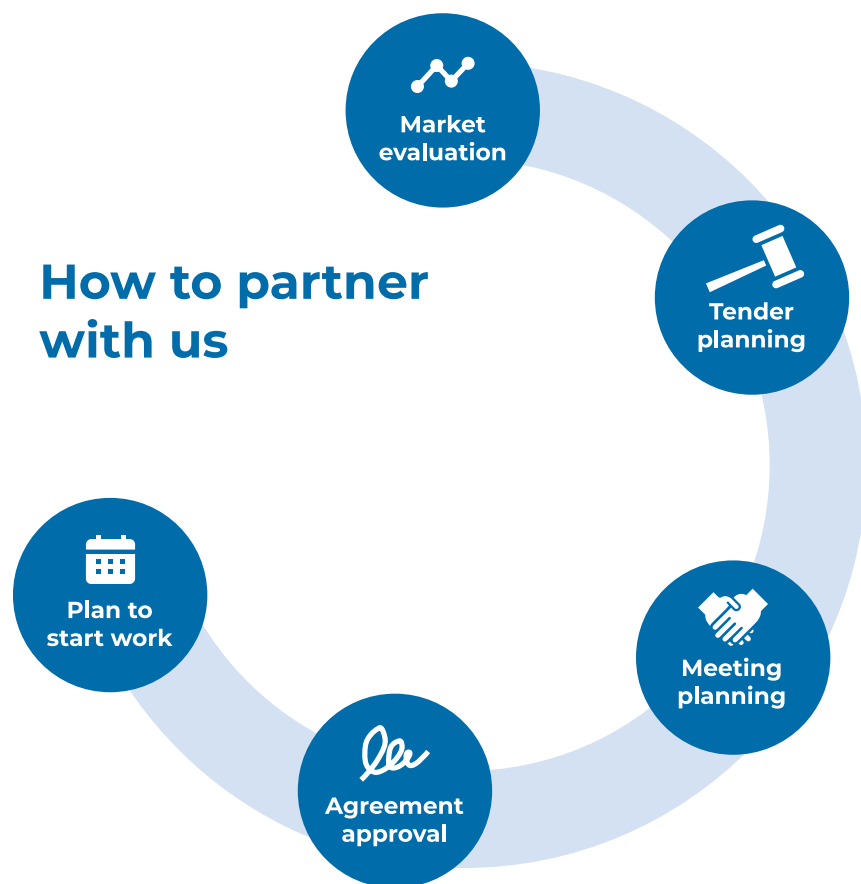 How to partner
with us
Market
evaluation
Tender
planning
Meeting
planning
Agreement
approval
Plan to
start work